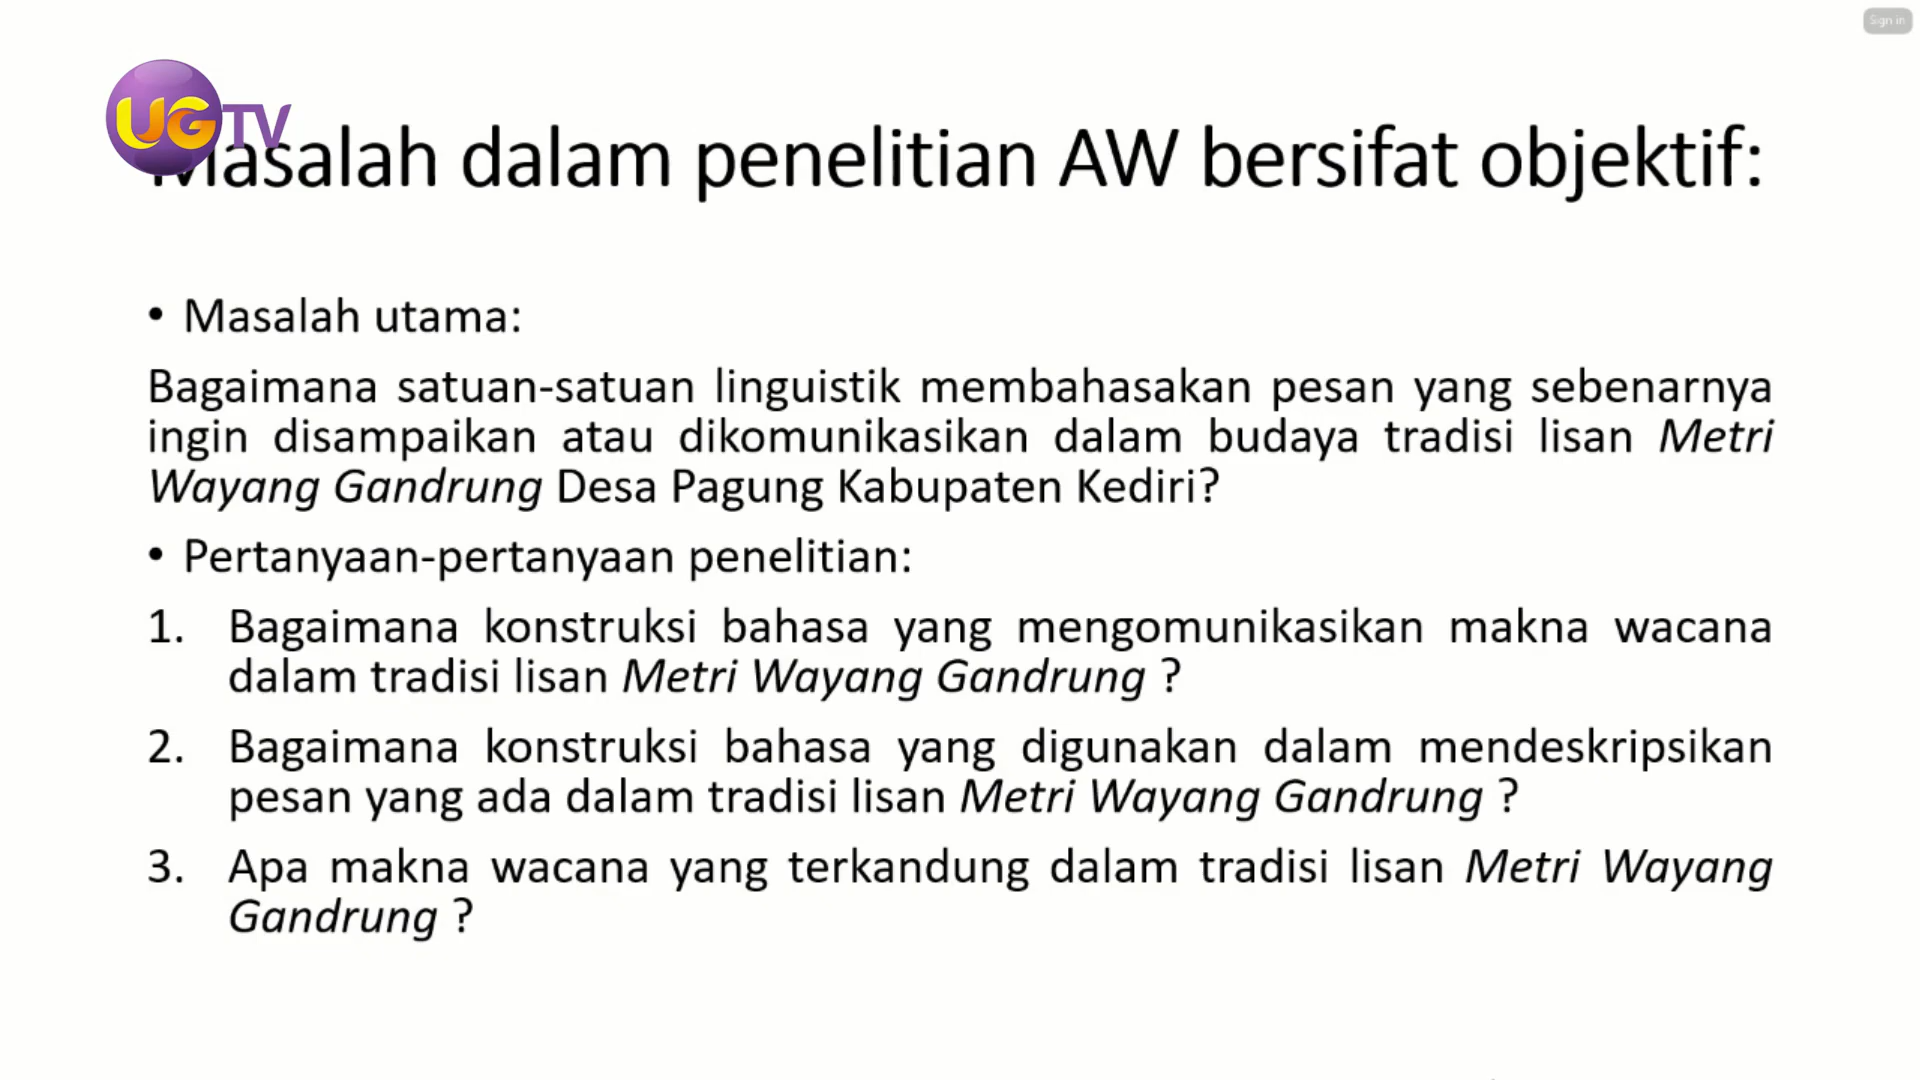 Sign in
UGTV
Masalah dalam penelitian AW bersifat objektif:
• Masalah utama:
Bagaimana satuan-satuan linguistik membahasakan pesan yang sebenarnya
ingin disampaikan atau dikomunikasikan dalam budaya tradisi lisan Metri
Wayang Gandrung Desa Pagung Kabupaten Kediri?
• Pertanyaan-pertanyaan penelitian:
1. Bagaimana konstruksi bahasa yang mengomunikasikan makna wacana
dalam tradisi lisan Metri Wayang Gandrung ?
2. Bagaimana konstruksi bahasa yang digunakan dalam mendeskripsikan
pesan yang ada dalam tradisi lisan Metri Wayang Gandrung ?
3. Apa makna wacana yang terkandung dalam tradisi lisan Metri Wayang
Gandrung ?